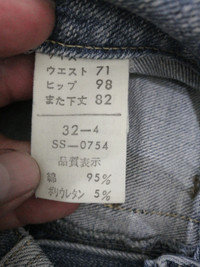 ウエスト 71
ヒップ 98
また下丈 82
32-4
SS-0754
品質表示
綿 95%
ポリウレタン 5%